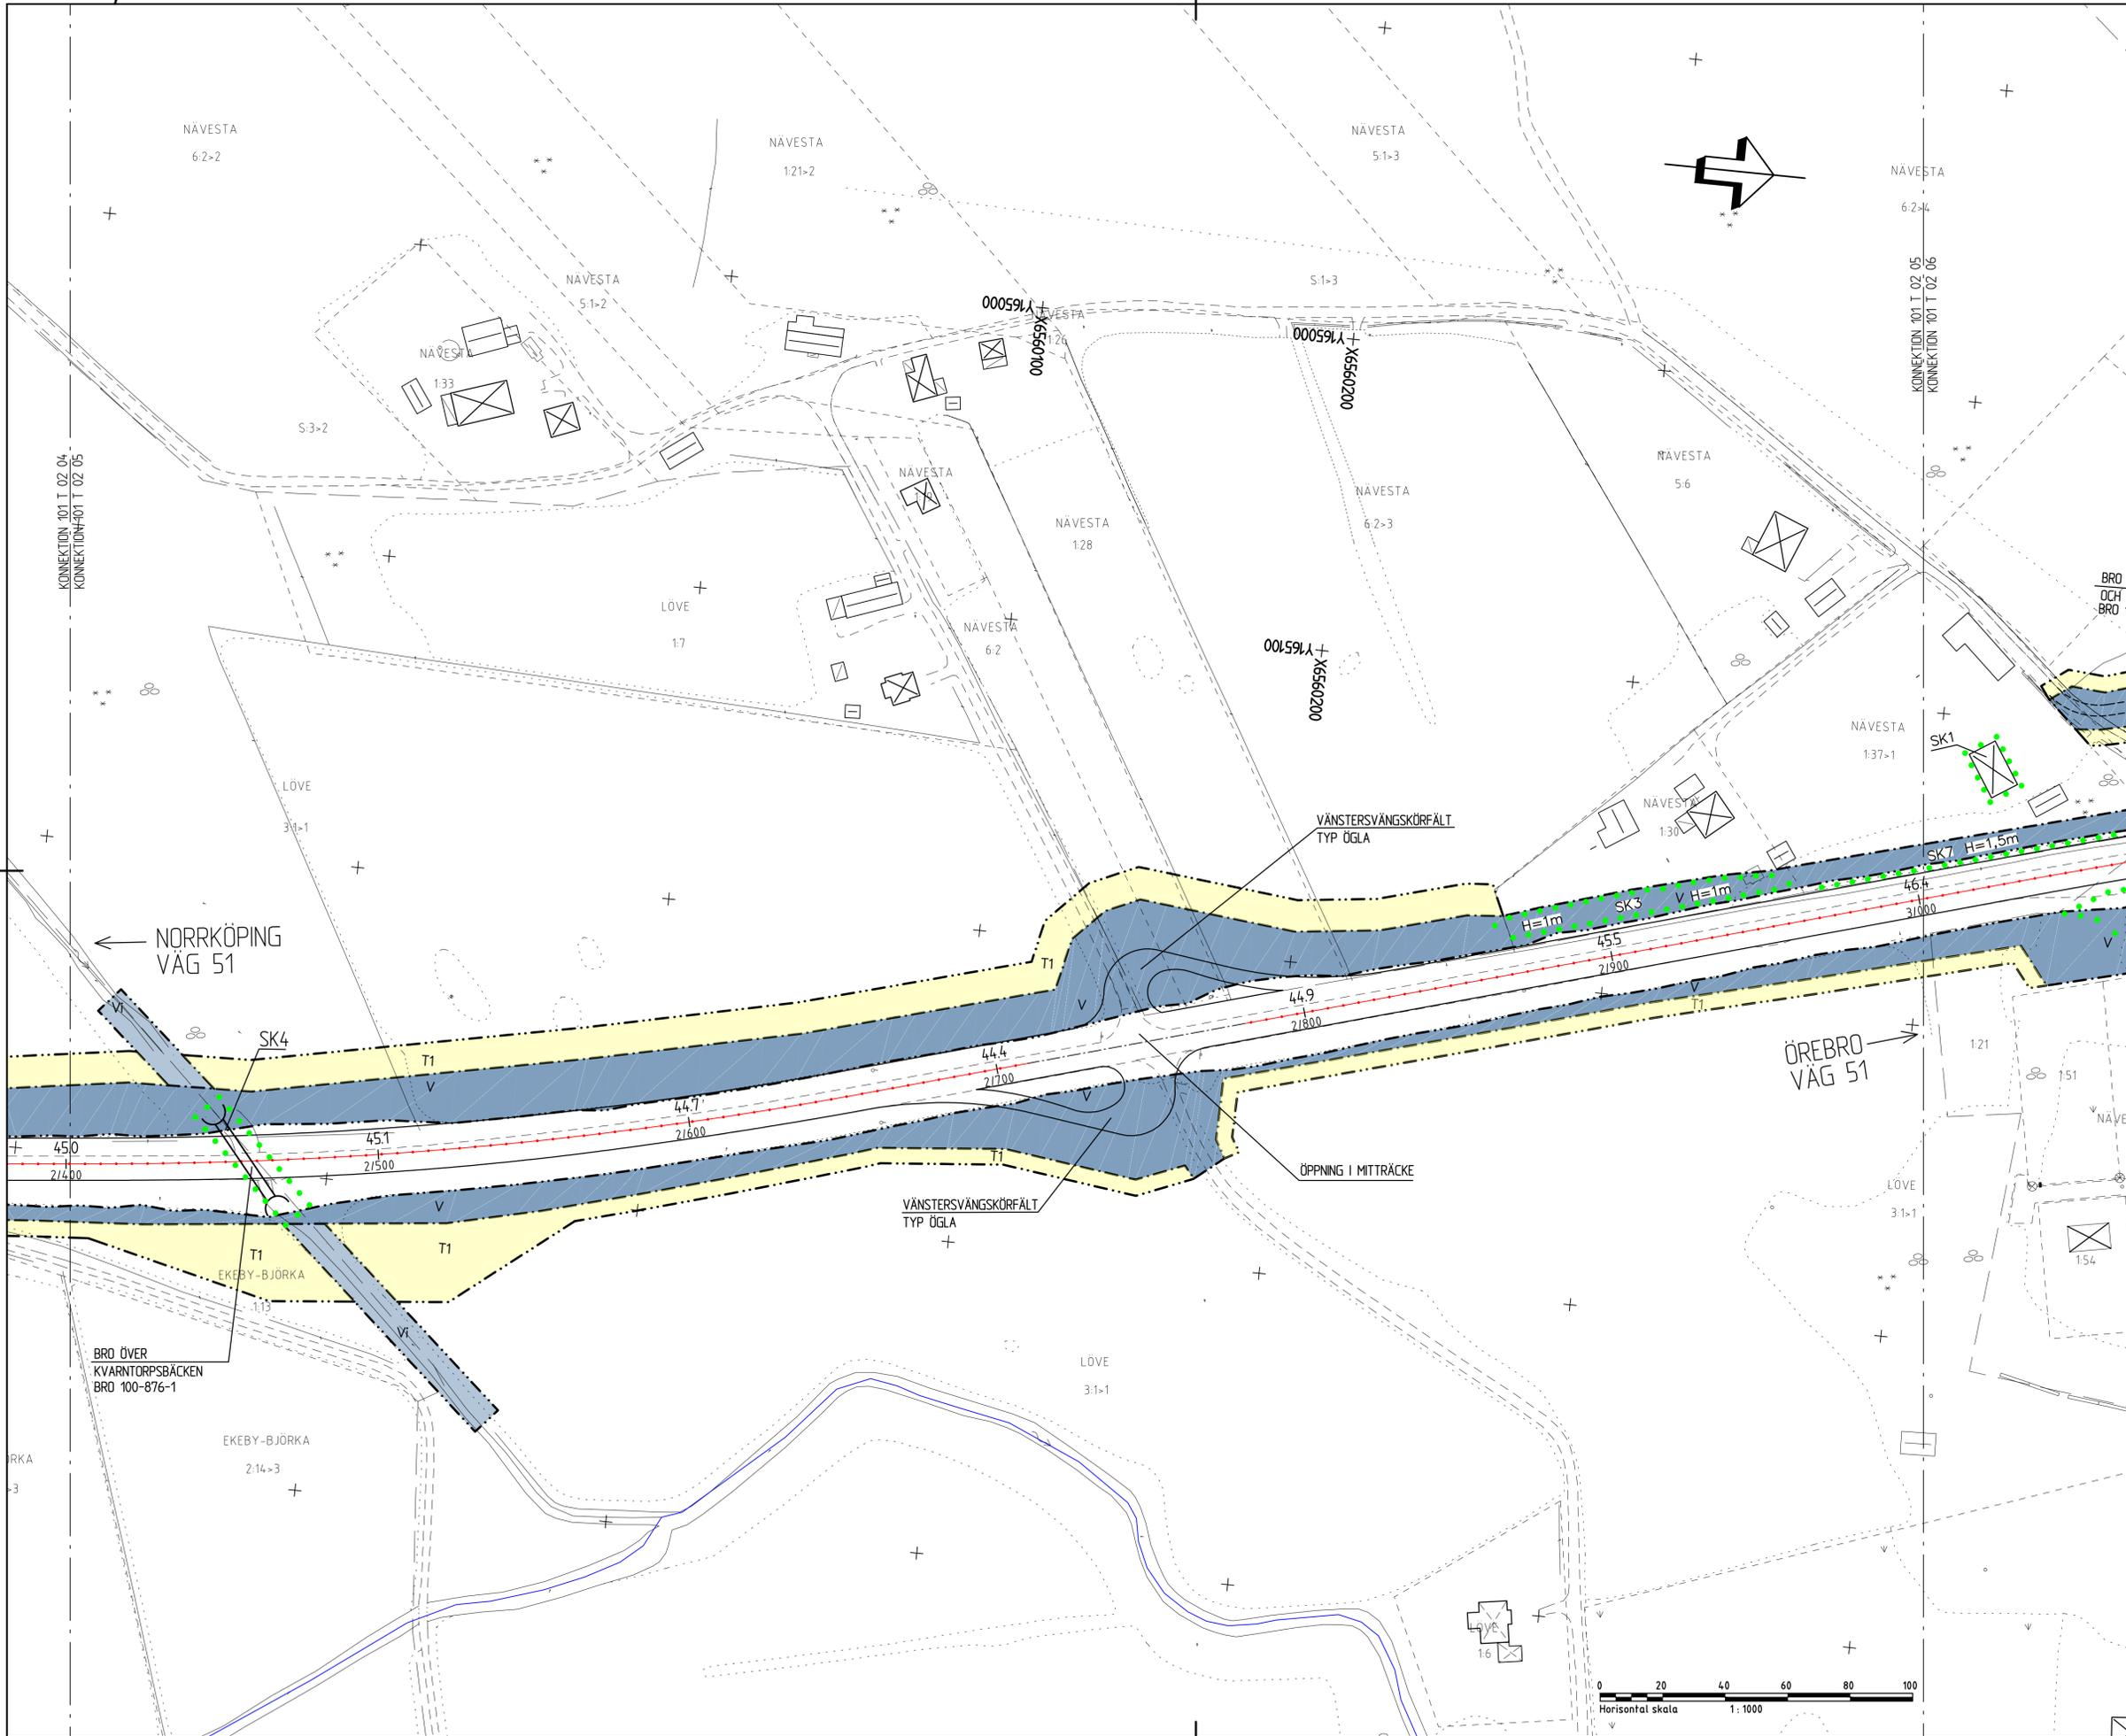 NÄVESTA
6:2>2
NÄVESTA
1:21>2
NÄVESTA
5:1>3
NÄVESTA
6:2>4
NÄVESTA
5:1>2
S:1>3
Y165000
X6560100
NÄVESTA
1:26
Y165000
X6560200
KONNEKTION 101 T 02 05
KONNEKTION 101 T 02 06
NÄVESTA
1:33
S:3>2
KONNEKTION 101 T 02 04
KONNEKTION 101 T 02 05
NÄVESTA
NÄVESTA
6:2>3
NÄVESTA
5:6
NÄVESTA
1:28
LÖVE
1:7
NÄVESTA
6:2
Y165100
X6560200
BRO
OCH
BRO
NÄVESTA
1:37>1
SK1
LÖVE
3:1>1
NÄVESTA
1:30
VÄNSTERSVÄNGSKÖRFÄLT
TYP ÖGLA
SK7 H=1,5m
SK3
V H=1m
H=1m
46.4
3/000
45.5
2/900
V
NORRKÖPING
VÄG 51
T1
V
44.9
2/800
V
T1
Vi
SK4
T1
V
44.4
2/700
V
ÖREBRO
VÄG 51
1:21
1:51
NÄVE
44.7
2/600
45.1
2/500
45.0
2/400
T1
ÖPPNING I MITTRÄCKE
VÄNSTERSVÄNGSKÖRFÄLT
TYP ÖGLA
V
T1
T1
EKEBY-BJÖRKA
1:13
LÖVE
3:1>1
1:54
Vi
BRO ÖVER
KVARNTORPSBÄCKEN
BRO 100-876-1
LÖVE
3:1>1
EKEBY-BJÖRKA
2:14>3
RKA
>3
LÖVE
1:6
0 20 40 60 80 100
Horisontal skala 1 : 1000